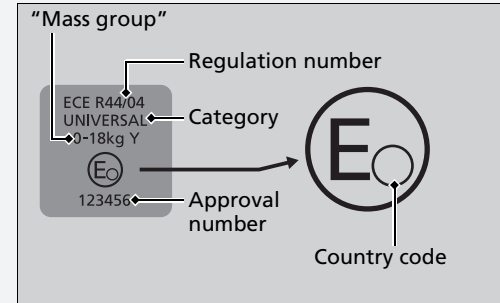 “Mass group”
Regulation number
ECE R44/04
UNIVERSAL
Category
0-18kg Y
E
E
123456
Approval
number
Country code